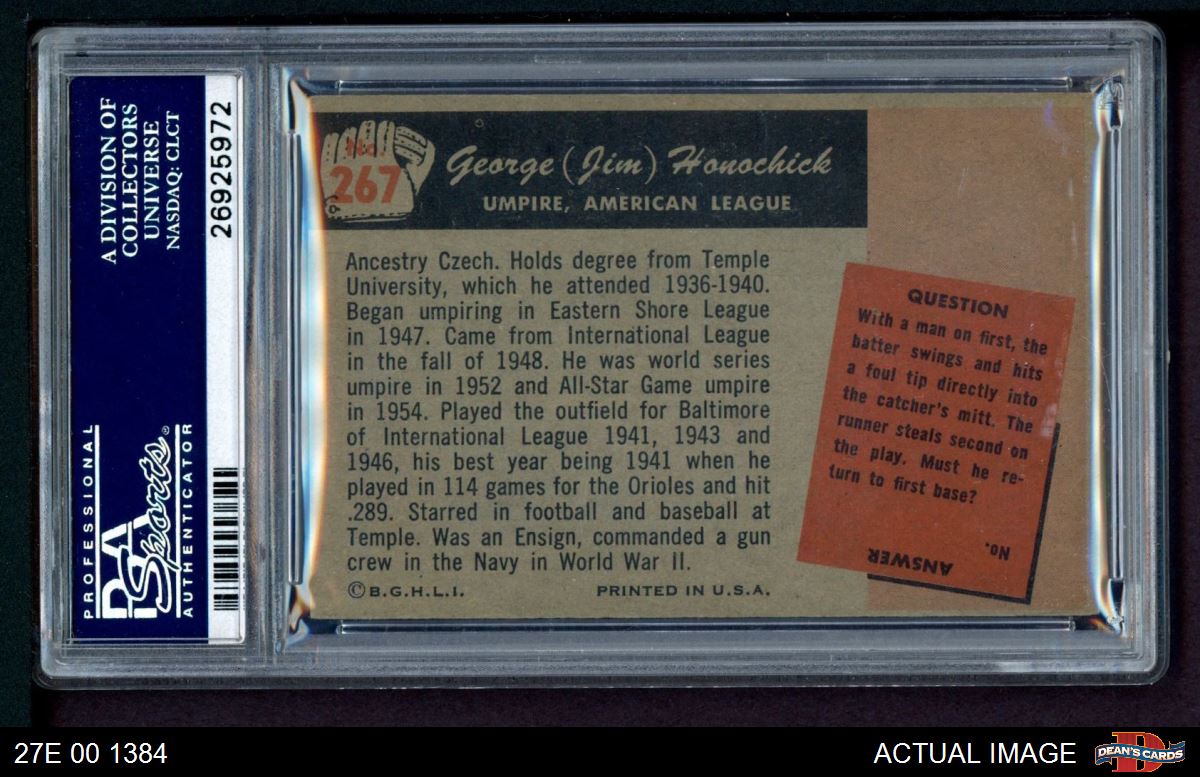 A DIVISION OF
COLLECTORS
UNIVERSE
NASDAQ: CLCT
26925972
PROFESSIONAL
PSA
Sports®
AUTHENTICATOR
No.
267
George (Jim) Honochick
UMPIRE, AMERICAN LEAGUE
Ancestry Czech. Holds degree from Temple
University, which he attended 1936-1940.
Began umpiring in Eastern Shore League
in 1947. Came from International League
in the fall of 1948. He was world series
umpire in 1952 and All-Star Game umpire
in 1954. Played the outfield for Baltimore
of International League 1941, 1943 and
1946, his best year being 1941 when he
played in 114 games for the Orioles and hit
.289. Starred in football and baseball at
Temple. Was an Ensign, commanded a gun
crew in the Navy in World War II.
©B.G.H.L.I.
PRINTED IN U.S.A.
QUESTION
With a man on first, the
batter swings and hits
a foul tip directly into
the catcher's mitt. The
runner steals second on
the play. Must he re-
turn to first base?
ANSWER
No.
27E 00 1384
ACTUAL IMAGE
DEAN'S CARDS